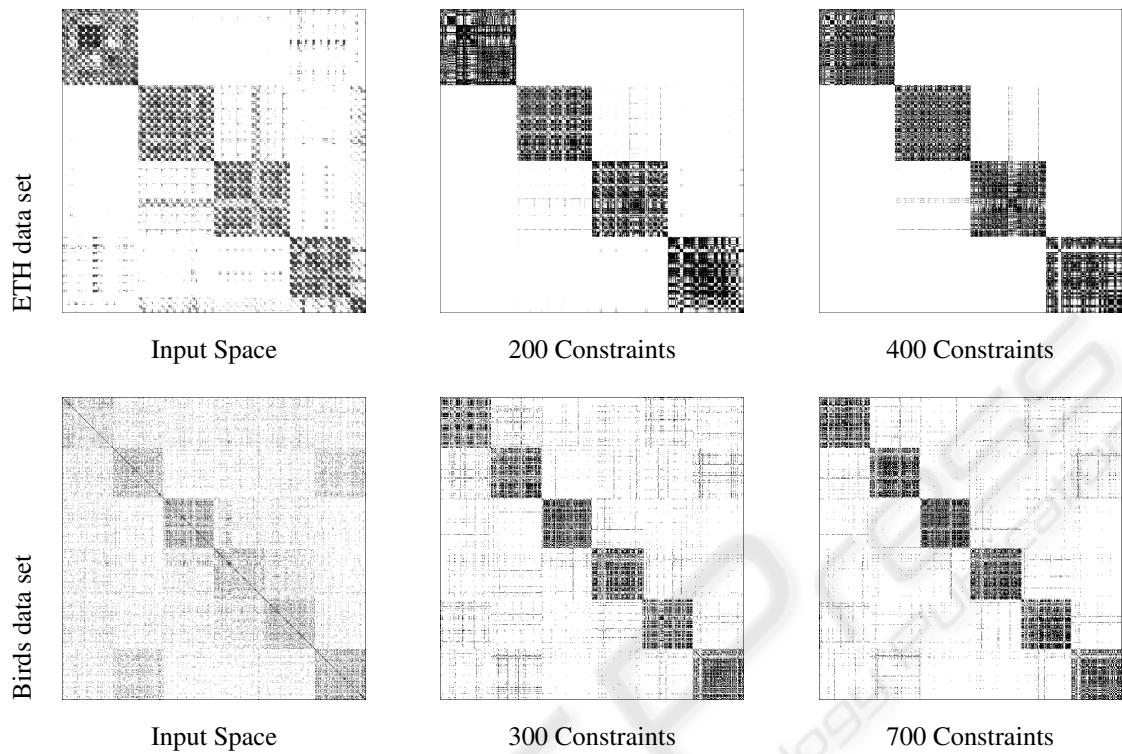 ETH data set
Input Space
200 Constraints
400 Constraints
Birds data set
Input Space
300 Constraints
700 Constraints